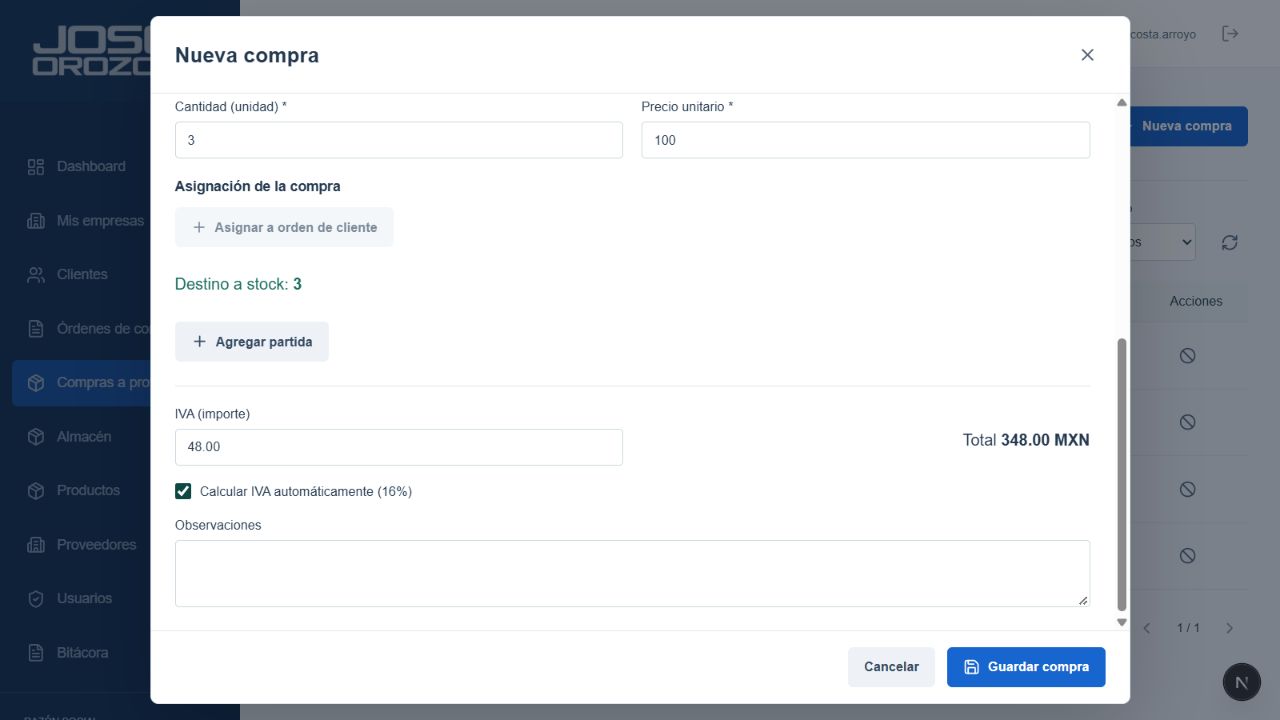 Nueva compra
costa.arroyo
Cantidad (unidad) *
Precio unitario *
3
100
Nueva compra
Asignación de la compra
Asignar a orden de cliente
Destino a stock: 3
Agregar partida
IVA (importe)
48.00
Total 348.00 MXN
Calcular IVA automáticamente (16%)
Observaciones
Cancelar
Guardar compra
Dashboard
Mis empresas
Clientes
Órdenes de
Compras a
Almacén
Productos
Proveedores
Usuarios
Bitácora
Acciones
1 / 1
N